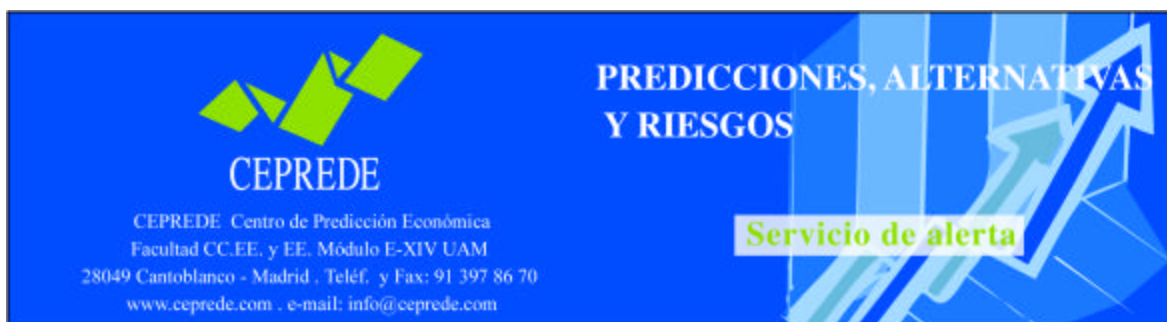 CEPREDE
CEPREDE Centro de Predicción Económica
Facultad CC.EE. y EE. Módulo E-XIV UAM
28049 Cantoblanco - Madrid . Teléf. y Fax: 91 397 86 70
www.ceprede.com . e-mail: info@ceprede.com
PREDICCIONES, ALTERNATIVAS
Y RIESGOS
Servicio de alerta